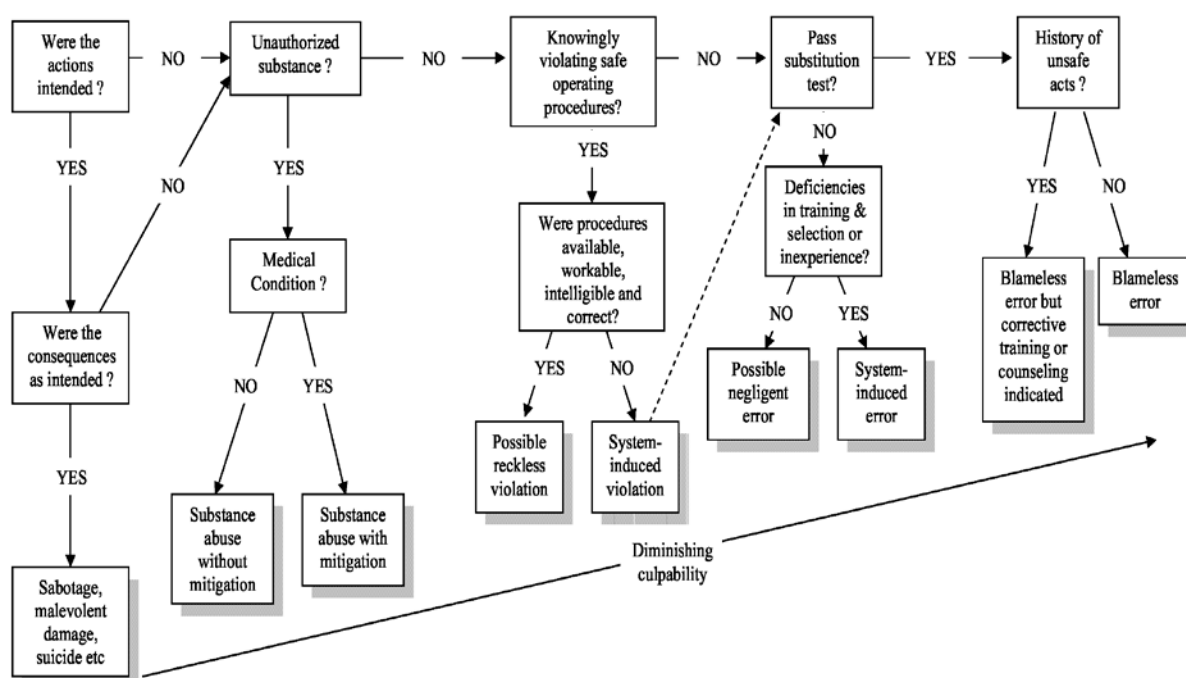 Were the
actions
intended ?
NO
Unauthorized
substance ?
NO
Knowingly
violating safe
operating
procedures?
NO
Pass
substitution
test?
YES
History of
unsafe
acts ?
YES
NO
YES
YES
NO
YES
NO
Were the
consequences
as intended ?
Medical
Condition ?
Were procedures
available,
workable,
intelligible and
correct?
Deficiencies
in training &
selection or
inexperience?
Blameless
error but
corrective
training or
counseling
indicated
Blameless
error
YES
NO
YES
YES
NO
NO
YES
Sabotage,
malevolent
damage,
suicide etc
Substance
abuse
without
mitigation
Substance
abuse with
mitigation
Possible
reckless
violation
System-
induced
violation
Possible
negligent
error
System-
induced
error
Diminishing
culpability